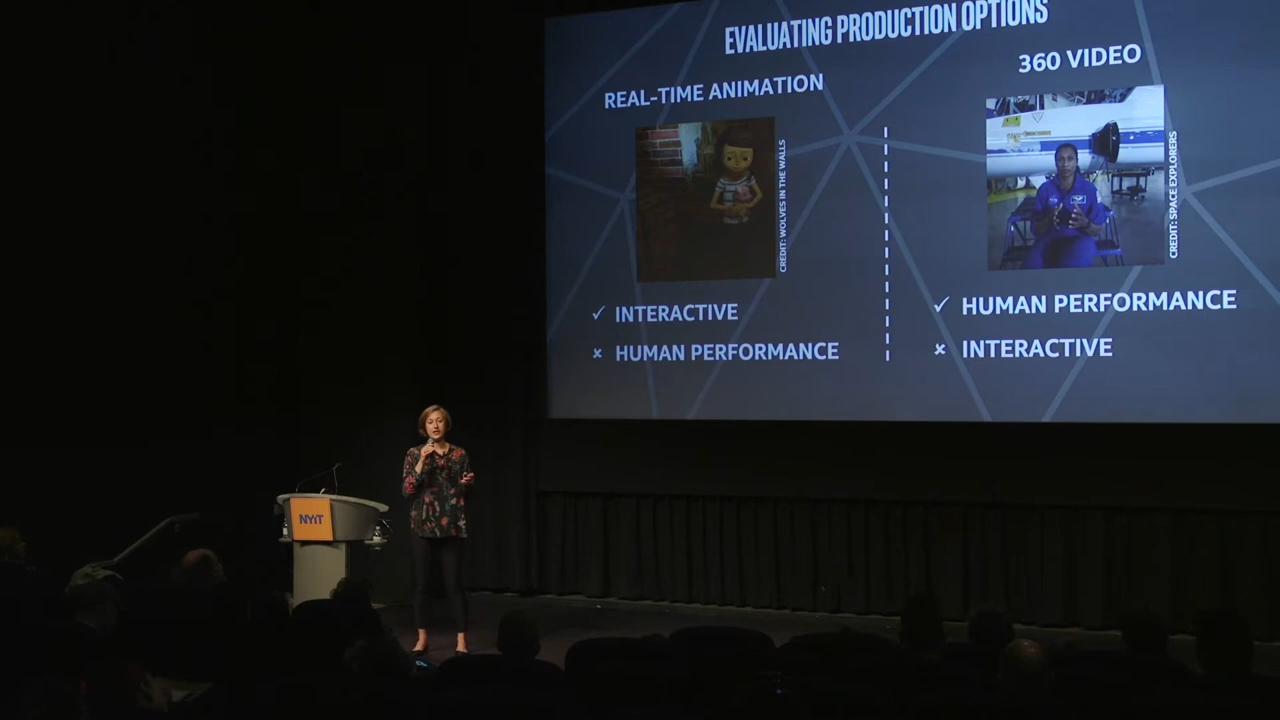 EVALUATING PRODUCTION OPTIONS
REAL-TIME ANIMATION
CREDIT: WOLVES IN THE WALLS
✓ INTERACTIVE
✗ HUMAN PERFORMANCE
360 VIDEO
CREDIT: SPACE EXPLORERS
✓ HUMAN PERFORMANCE
✗ INTERACTIVE
NYIT